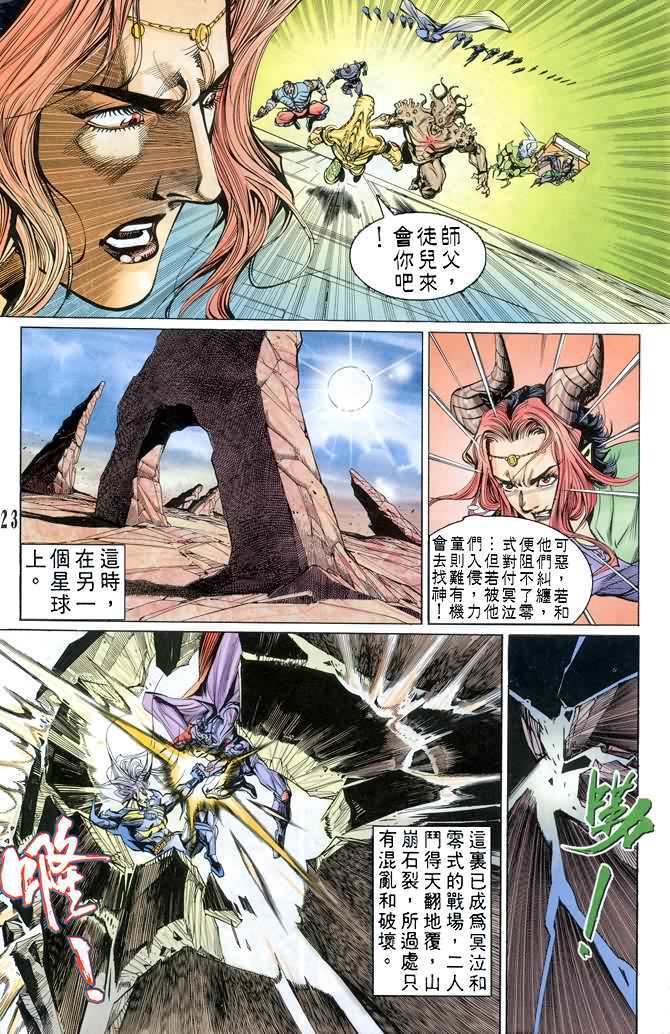 師父，
徒兒來
會你吧
！
可惡，若和
他們糾纏，
便阻不了零
式對付冥泣
：但若被他
們入侵，力
童則難有機
會去找神！
這時，
在另一
個星球
上。
23
這裏已成爲冥泣和
零式的戰場，二人
鬥得天翻地覆，山
崩石裂，所過處只
有混亂和破壞。
隆！